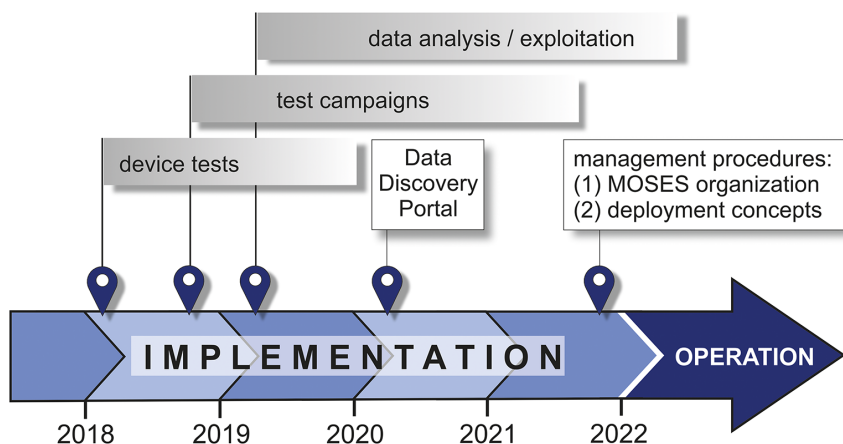 data analysis / exploitation
test campaigns
device tests
Data
Discovery
Portal
management procedures:
(1) MOSES organization
(2) deployment concepts
IMPLEMENTATION
OPERATION
2018
2019
2020
2021
2022